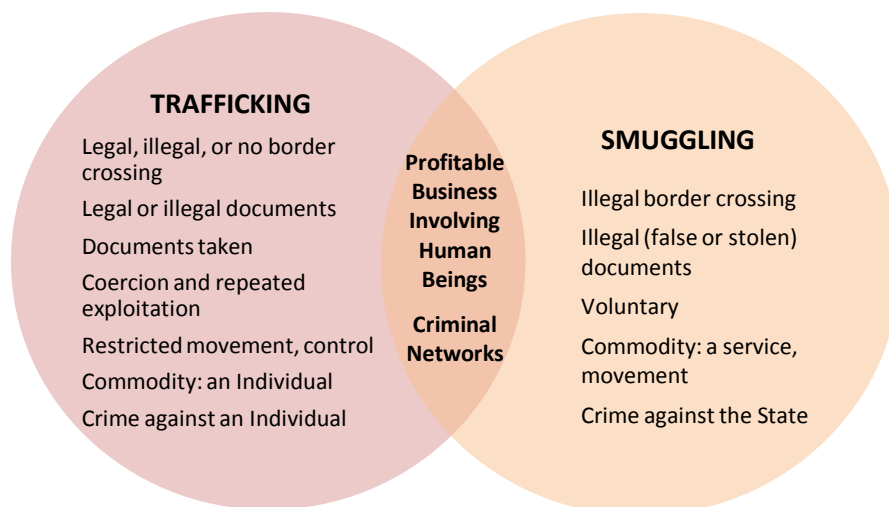 TRAFFICKING
Legal, illegal, or no border
crossing
Legal or illegal documents
Documents taken
Coercion and repeated
exploitation
Restricted movement, control
Commodity: an Individual
Crime against an Individual
Profitable
Business
Involving
Human
Beings
Criminal
Networks
SMUGGLING
Illegal border crossing
Illegal (false or stolen)
documents
Voluntary
Commodity: a service,
movement
Crime against the State